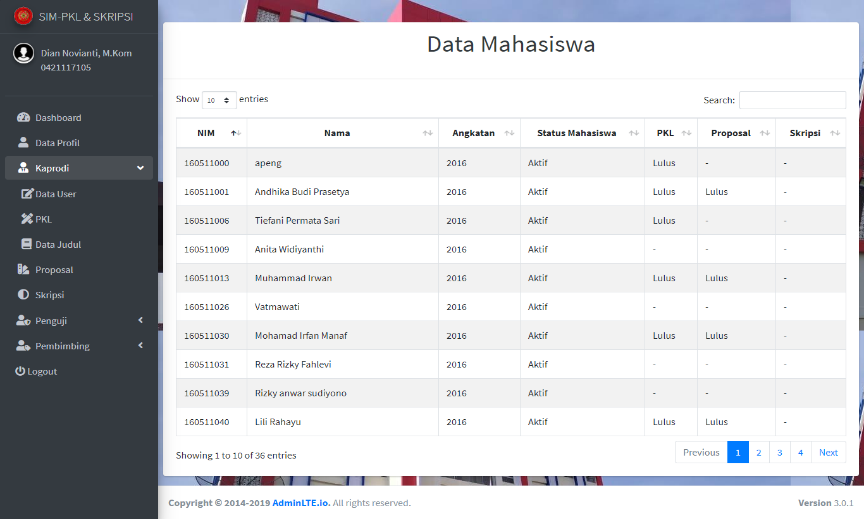 SIM-PKL & SKRIPSI
Dian Novianti, M.Kom
0421117105
Dashboard
Data Profil
Kaprodi
Data User
PKL
Data Judul
Proposal
Skripsi
Penguji
Pembimbing
Logout
Data Mahasiswa
Show 10 entries Search:
NIM Nama Angkatan Status Mahasiswa PKL Proposal Skripsi
160511000 apeng 2016 Aktif Lulus - -
160511001 Andhika Budi Prasetya 2016 Aktif Lulus Lulus -
160511006 Tiefani Permata Sari 2016 Aktif Lulus - -
160511009 Anita Widiyanthi 2016 Aktif - - -
160511013 Muhammad Irwan 2016 Aktif Lulus Lulus -
160511026 Vatmawati 2016 Aktif - - -
160511030 Mohamad Irfan Manaf 2016 Aktif Lulus Lulus -
160511031 Reza Rizky Fahlevi 2016 Aktif - - -
160511039 Rizky anwar sudiyono 2016 Aktif - - -
160511040 Lili Rahayu 2016 Aktif Lulus Lulus -
Showing 1 to 10 of 36 entries Previous 1 2 3 4 Next
Copyright © 2014-2019 AdminLTE.io. All rights reserved. Version 3.0.1